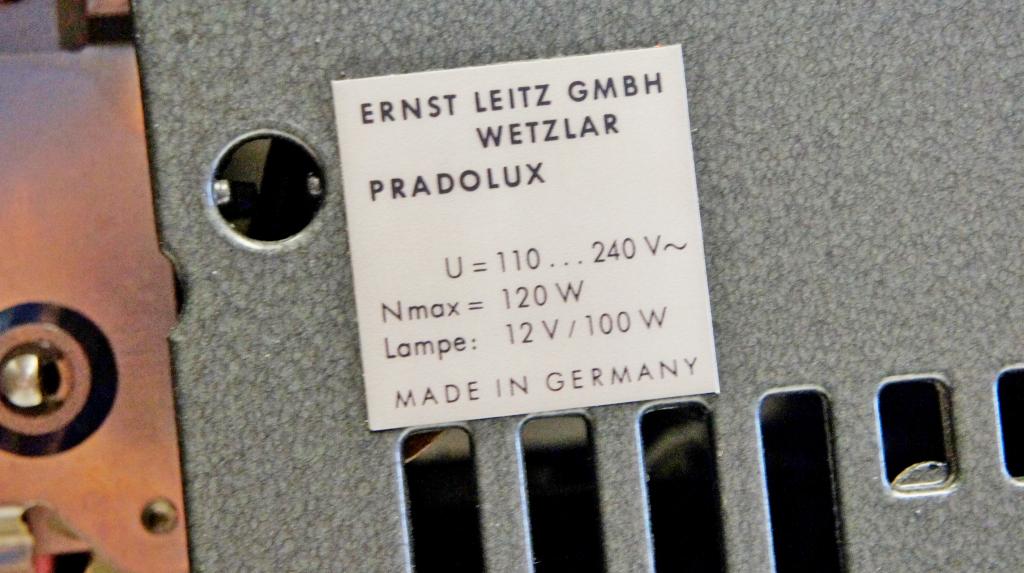 ERNST LEITZ GMBH
WETZLAR
PRADOLUX
U = 110 ... 240 V~
Nmax = 120 W
Lampe: 12 V / 100 W
MADE IN GERMANY